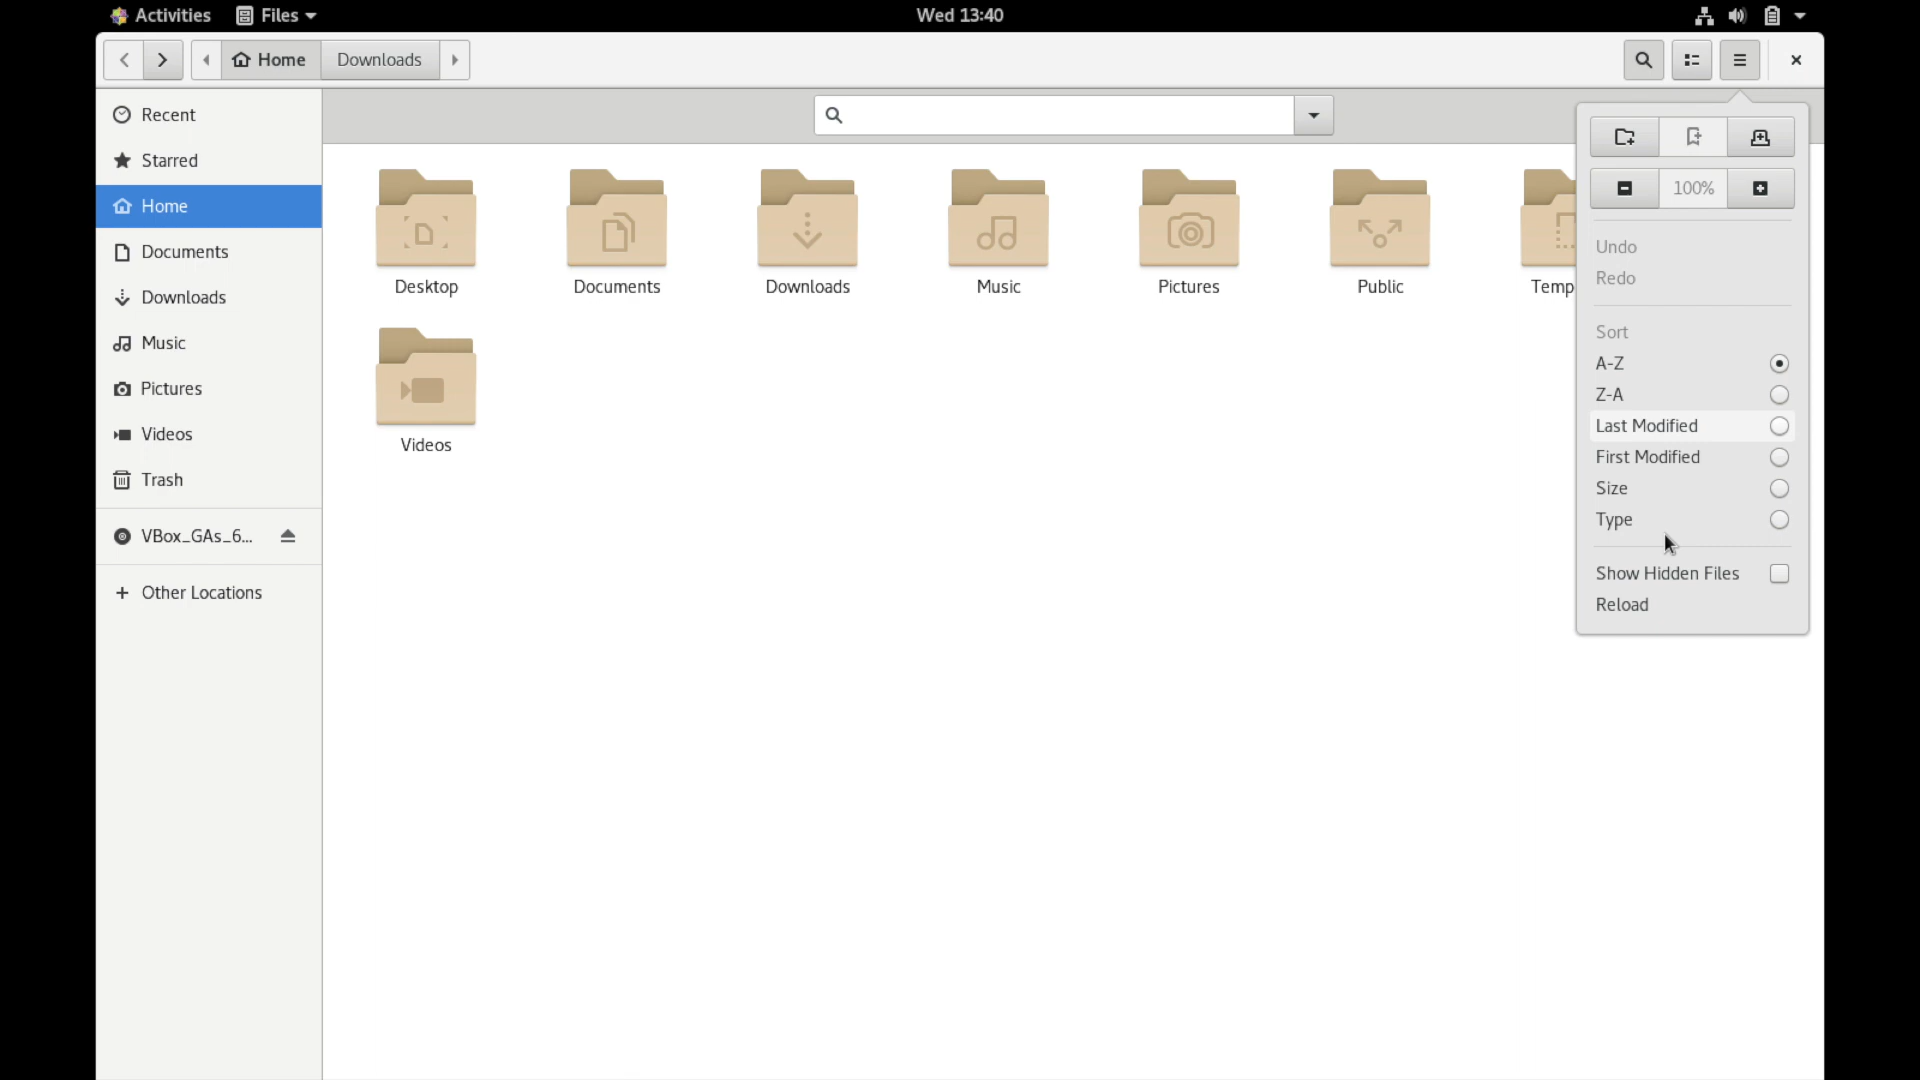 Activities Files Wed 13:40
Home Downloads
Recent
Starred
Home
Documents
Downloads
Music
Pictures
Videos
Trash
VBox_GAs_6...
Other Locations
Desktop Documents Downloads Music Pictures Public Temp
Videos
100%
Undo
Redo
Sort
A-Z
Z-A
Last Modified
First Modified
Size
Type
Show Hidden Files
Reload